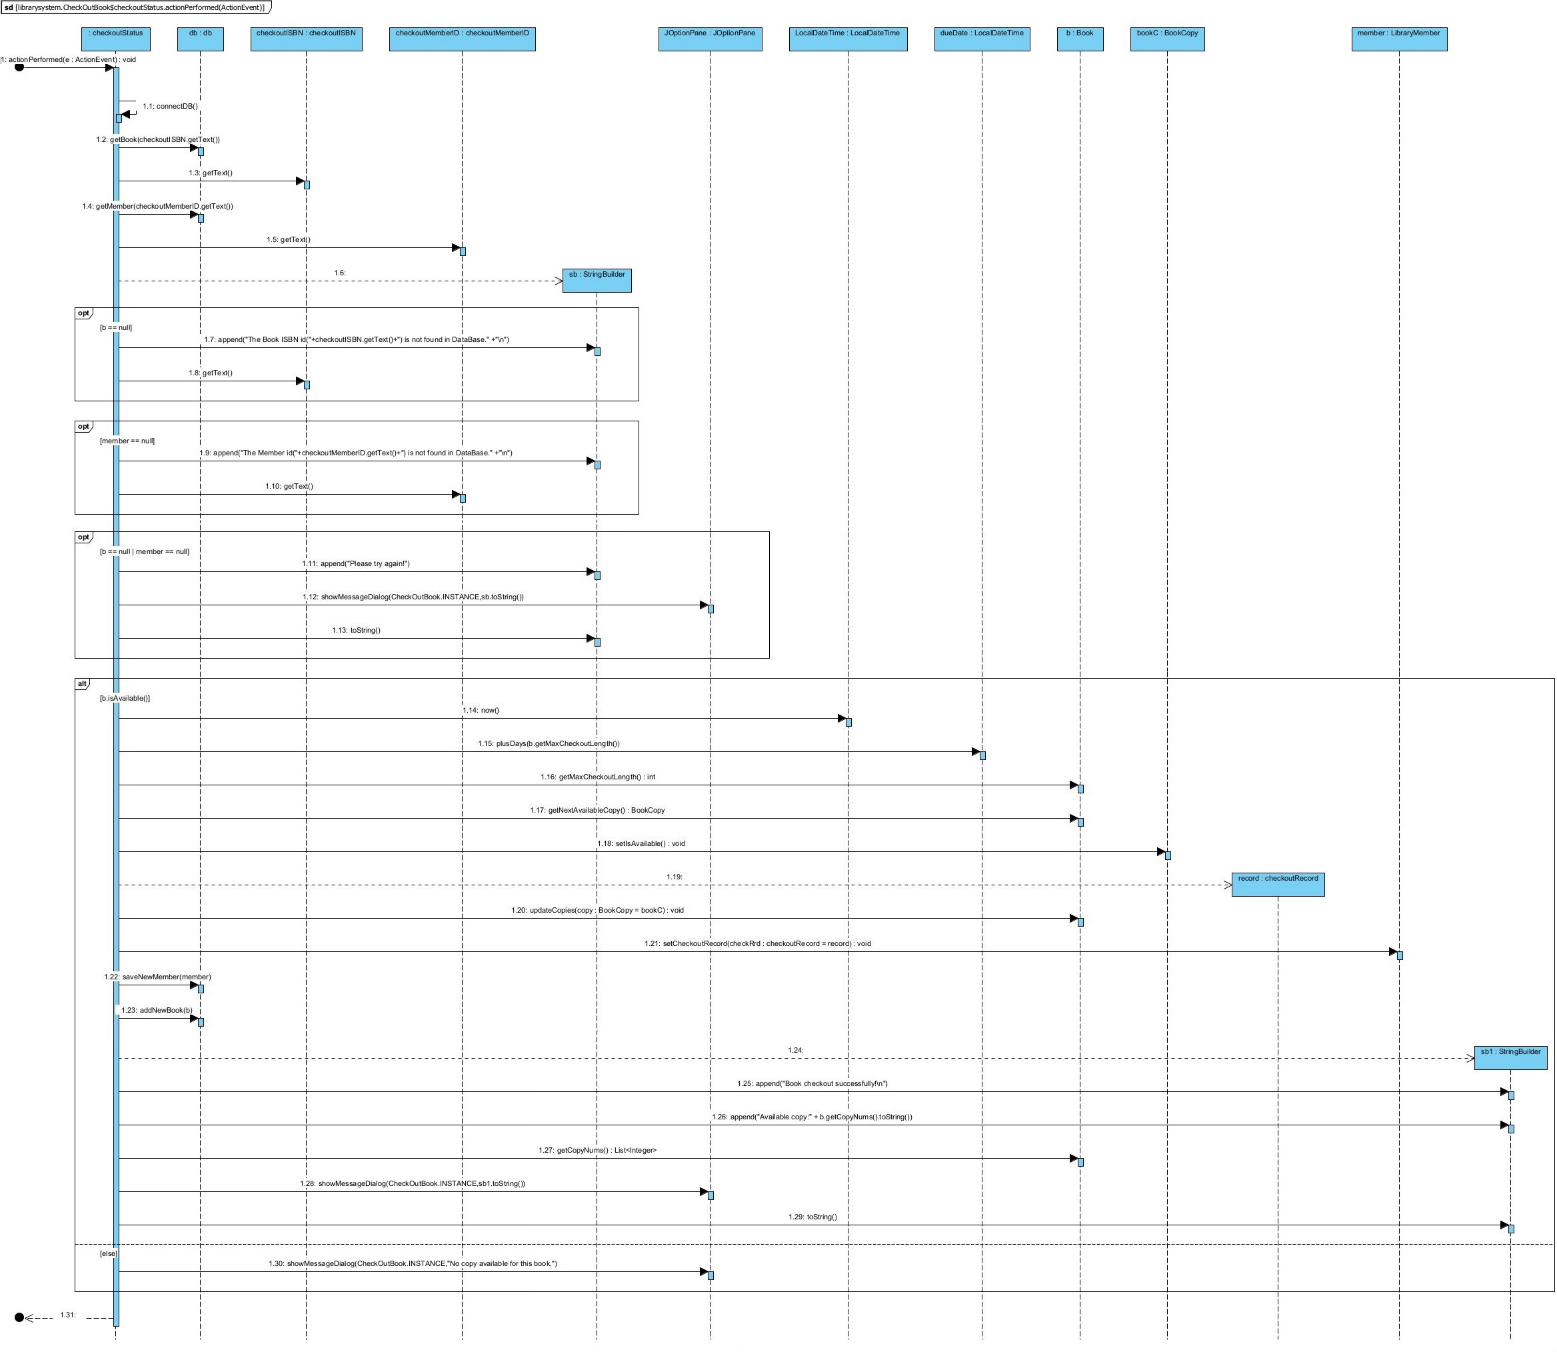 sd [librarysystem.CheckOutBook$checkoutStatus.actionPerformed(ActionEvent)]
: checkoutStatus
db : db
checkoutISBN : checkoutISBN
checkoutMemberID : checkoutMemberID
JOptionPane : JOptionPane
LocalDateTime : LocalDateTime
dueDate : LocalDateTime
b : Book
bookC : BookCopy
member : LibraryMember
1: actionPerformed(e : ActionEvent) : void
1.1: connectDB()
1.2: getBook(checkoutISBN.getText())
1.3: getText()
1.4: getMember(checkoutMemberID.getText())
1.5: getText()
1.6:
sb : StringBuilder
opt
[b == null]
1.7: append("The Book ISBN id("+checkoutISBN.getText()+") is not found in DataBase." +"\n")
1.8: getText()
opt
[member == null]
1.9: append("The Member id("+checkoutMemberID.getText()+") is not found in DataBase." +"\n")
1.10: getText()
opt
[b == null | member == null]
1.11: append("Please try again!")
1.12: showMessageDialog(CheckOutBook.INSTANCE,sb.toString())
1.13: toString()
alt
[b.isAvailable()]
1.14: now()
1.15: plusDays(b.getMaxCheckoutLength())
1.16: getMaxCheckoutLength() : int
1.17: getNextAvailableCopy() : BookCopy
1.18: setIsAvailable() : void
1.19:
record : checkoutRecord
1.20: updateCopies(copy : BookCopy = bookC) : void
1.21: setCheckoutRecord(checkRrd : checkoutRecord = record) : void
1.22: saveNewMember(member)
1.23: addNewBook(b)
1.24:
sb1 : StringBuilder
1.25: append("Book checkout successfully!\n")
1.26: append("Available copy:" + b.getCopyNums().toString())
1.27: getCopyNums() : List<Integer>
1.28: showMessageDialog(CheckOutBook.INSTANCE,sb1.toString())
1.29: toString()
[else]
1.30: showMessageDialog(CheckOutBook.INSTANCE,"No copy available for this book.")
1.31: